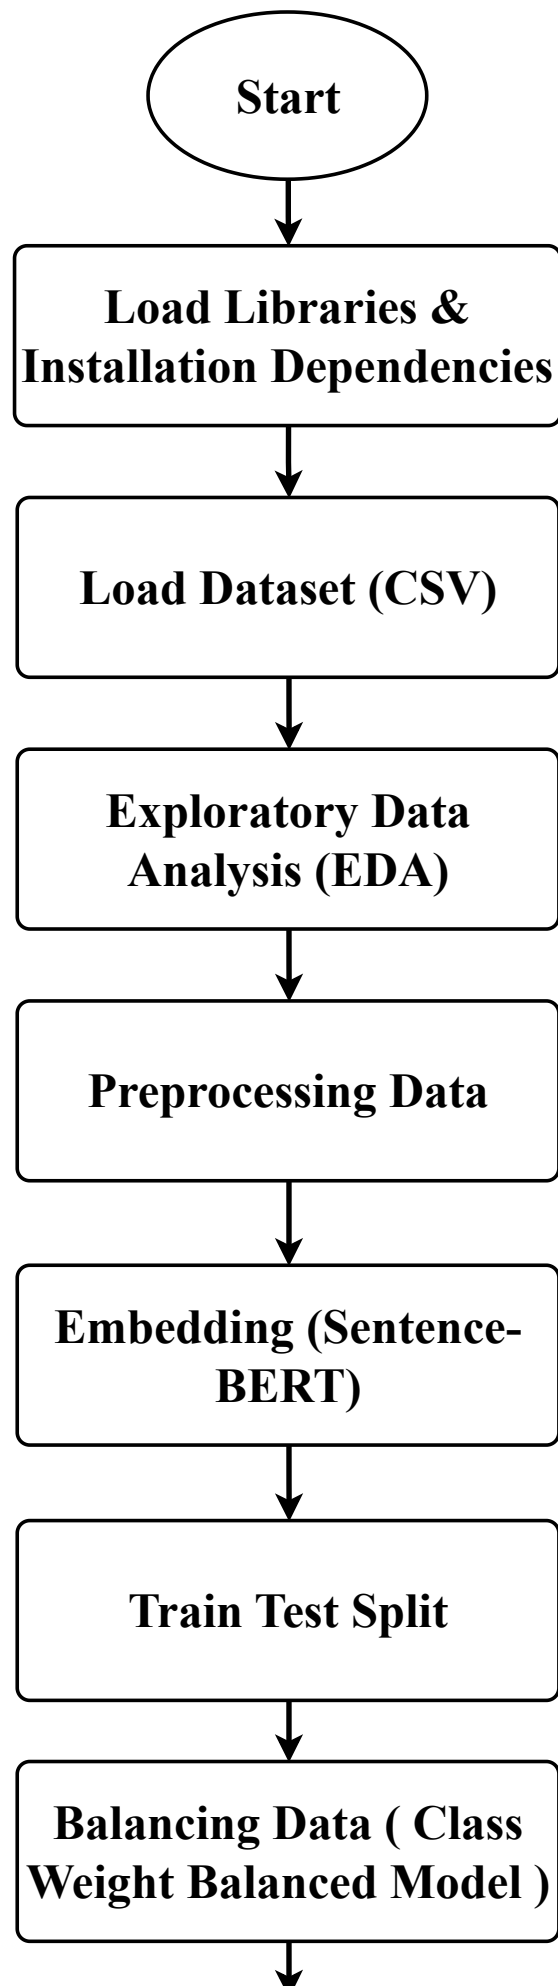 Start
Load Libraries &
Installation Dependencies
Load Dataset (CSV)
Exploratory Data
Analysis (EDA)
Preprocessing Data
Embedding (Sentence-
BERT)
Train Test Split
Balancing Data ( Class
Weight Balanced Model )